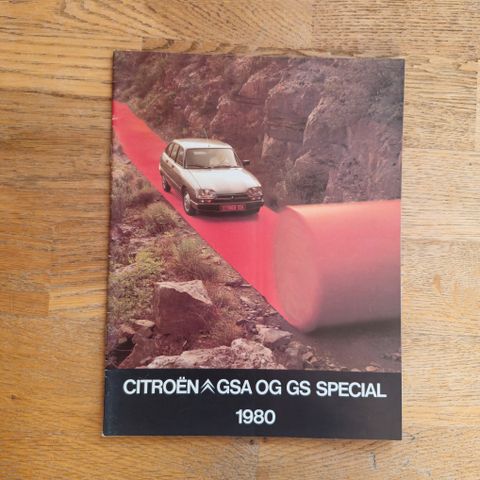 CITROËN GSA OG GS SPECIAL
1980